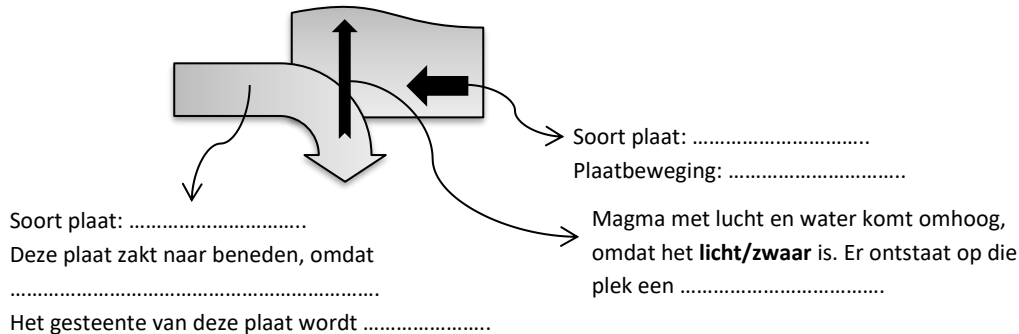 Soort plaat: …………………………..
Plaatbeweging: …………………………..
Magma met lucht en water komt omhoog,
omdat het licht/zwaar is. Er ontstaat op die
plek een ……………………………….
Soort plaat: …………………………..
Deze plaat zakt naar beneden, omdat
………………………………………………………….
Het gesteente van deze plaat wordt …………………..